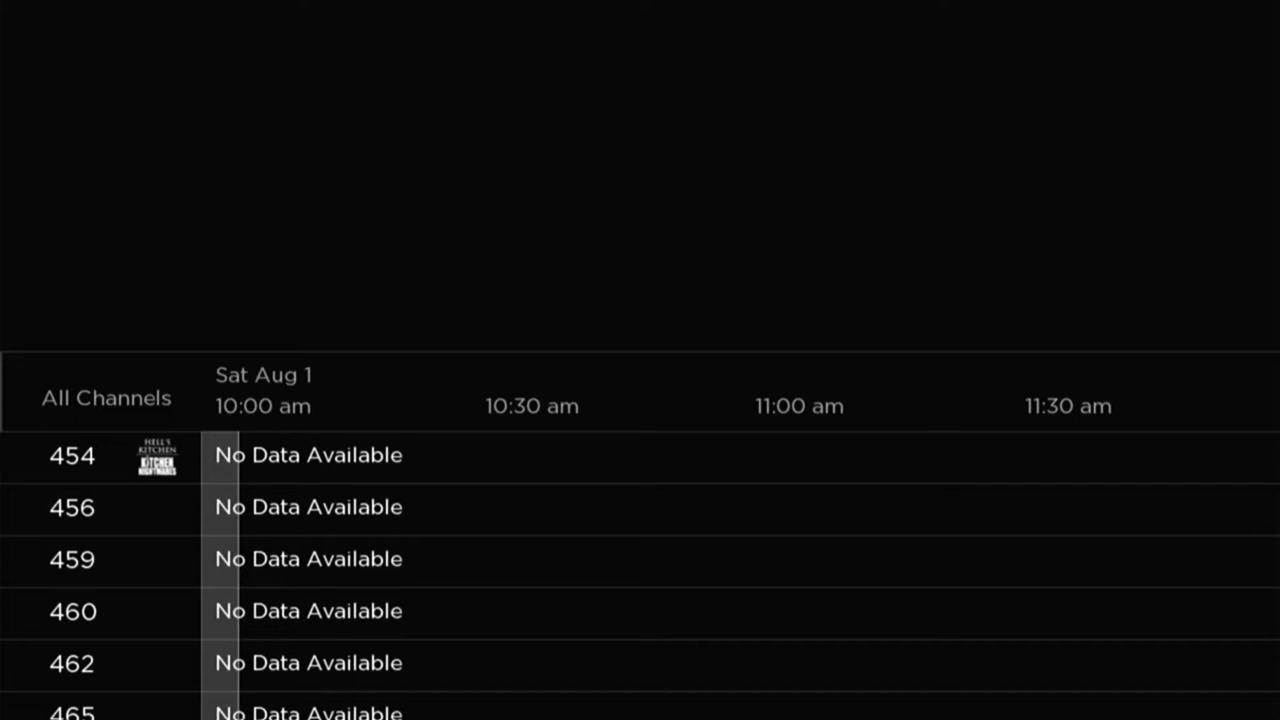 Sat Aug 1
All Channels
10:00 am 10:30 am 11:00 am 11:30 am
454 HELL'S KITCHEN KITCHEN NIGHTMARES No Data Available
456 No Data Available
459 No Data Available
460 No Data Available
462 No Data Available
465 No Data Available